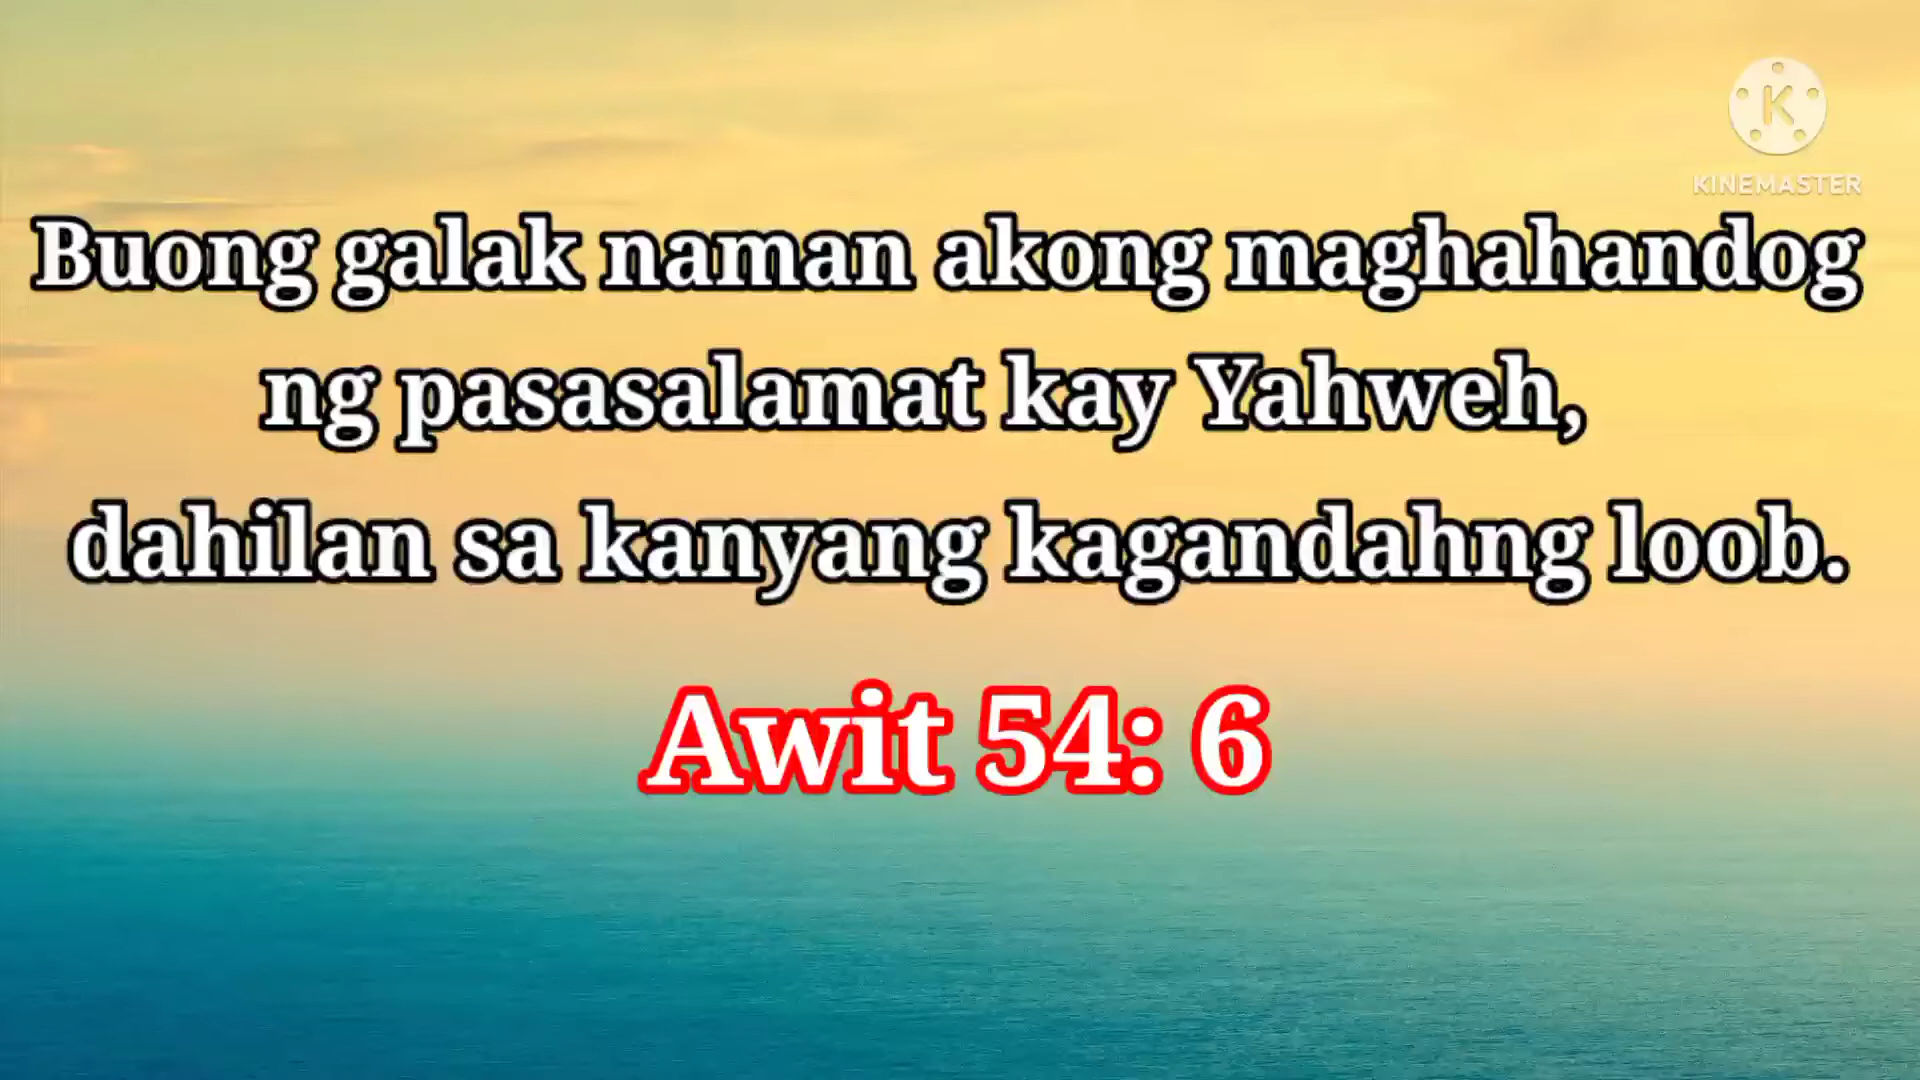 KINEMASTER
Buong galak naman akong maghahandog
ng pasasalamat kay Yahweh,
dahilan sa kanyang kagandahng loob.
Awit 54: 6